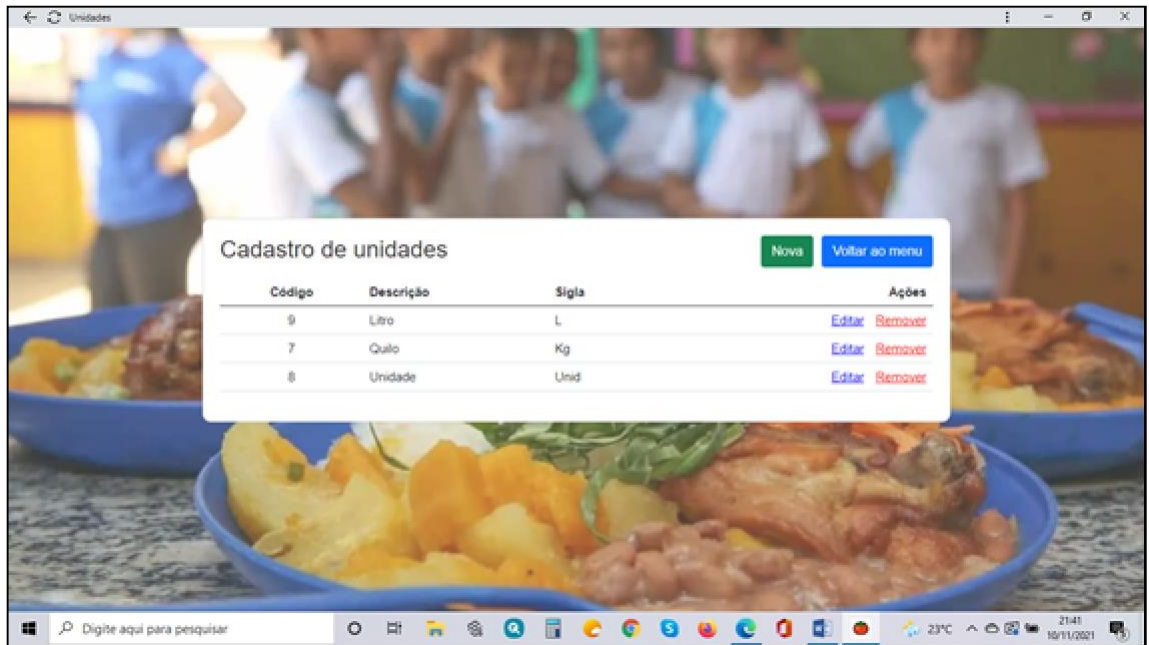 Unidades
Cadastro de unidades Nova Voltar ao menu
Código Descrição Sigla Ações
9 Litro L Editar Remover
7 Quilo Kg Editar Remover
8 Unidade Unid Editar Remover
Digite aqui para pesquisar 23°C 21:41
10/11/2021